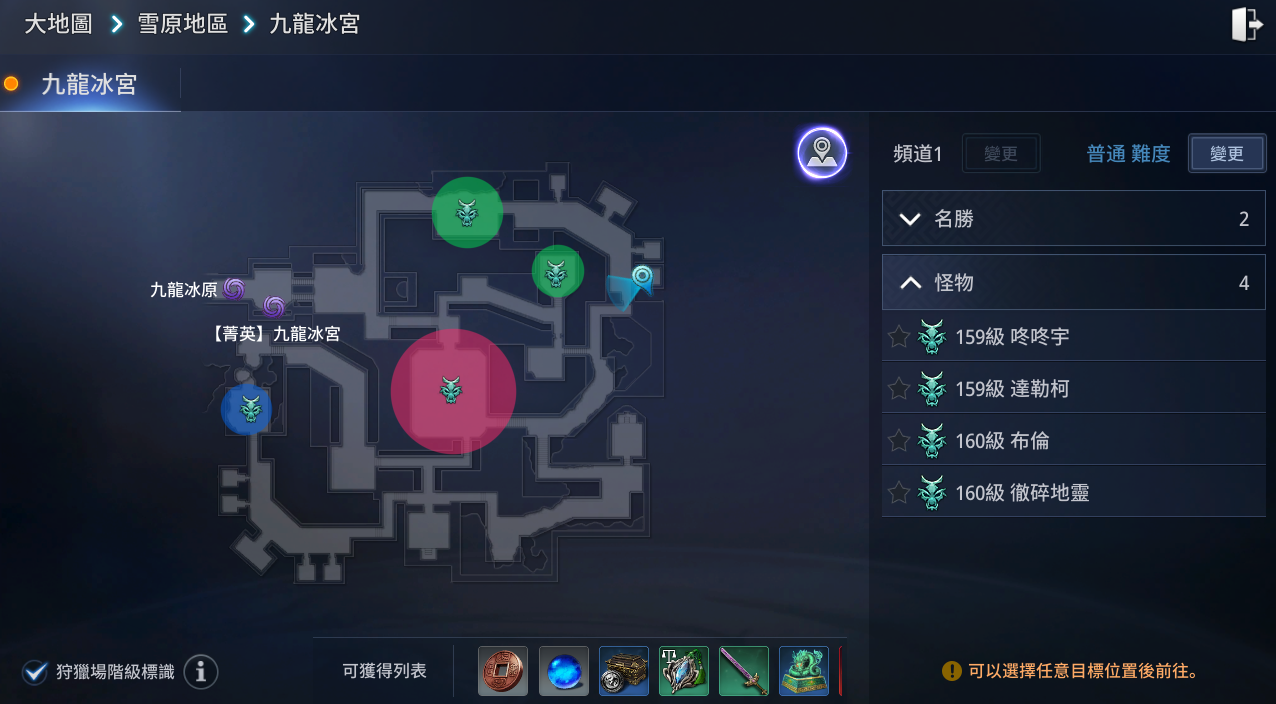 大地圖 雪原地區 九龍冰宮
九龍冰宮
頻道1 變更 普通 難度 變更
名勝 2
怪物 4
159級 咚咚宇
159級 達勒柯
160級 布倫
160級 徹碎地靈
九龍冰原
【菁英】九龍冰宮
狩獵場階級標識
可獲得列表
可以選擇任意目標位置後前往。